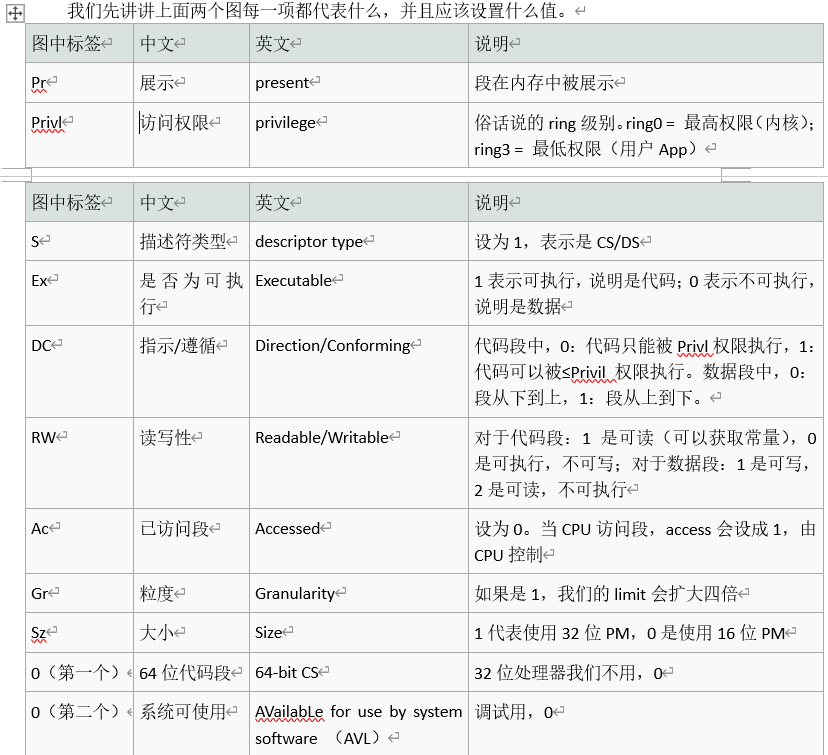 我们先讲讲上面两个图每一项都代表什么，并且应该设置什么值。
图中标签 中文 英文 说明
Pr 展示 present 段在内存中被展示
Privl 访问权限 privilege 俗话说的 ring 级别。ring0 = 最高权限（内核）；
ring3 = 最低权限（用户 App）
图中标签 中文 英文 说明
S 描述符类型 descriptor type 设为 1，表示是 CS/DS
Ex 是否为可执 Executable 1 表示可执行，说明是代码；0 表示不可执行，
行 说明是数据
DC 指示/遵循 Direction/Conforming 代码段中，0：代码只能被 Privl 权限执行，1：
代码可以被≤Privil 权限执行。数据段中，0：
段从下到上，1：段从上到下。
RW 读写性 Readable/Writable 对于代码段：1 是可读（可以获取常量），0
是可执行，不可写；对于数据段：1 是可写，
2 是可读，不可执行
Ac 已访问段 Accessed 设为 0。当 CPU 访问段，access 会设成 1，由
CPU 控制
Gr 粒度 Granularity 如果是 1，我们的 limit 会扩大四倍
Sz 大小 Size 1 代表使用 32 位 PM，0 是使用 16 位 PM
0（第一个） 64 位代码段 64-bit CS 32 位处理器我们不用，0
0（第二个） 系统可使用 AVailabLe for use by system 调试用，0
software （AVL）